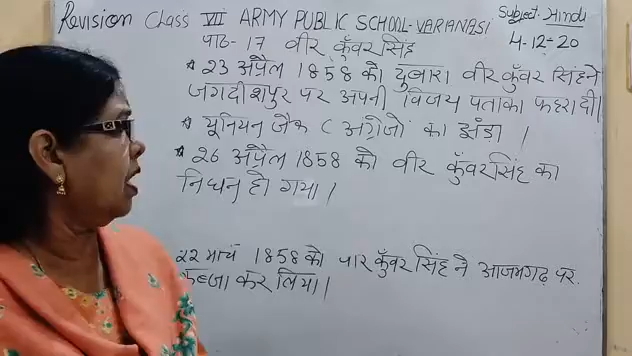 Revision Class VII ARMY PUBLIC SCHOOL-VARANASI
Subject-Hindi
4-12-20
पाठ-17 वीर कुँवर सिंह
* 23 अप्रैल 1858 को दुबारा वीर कुँवर सिंह ने
जगदीशपुर पर अपनी विजय पताका फहरा दी।
* यूनियन जैक ( अंग्रेजों का झंडा ।
* 26 अप्रैल 1858 को वीर कुँवरसिंह का
निधन हो गया।
22 मार्च 1858 को वीर कुँवर सिंह ने आजमगढ़ पर
कब्जा कर लिया।